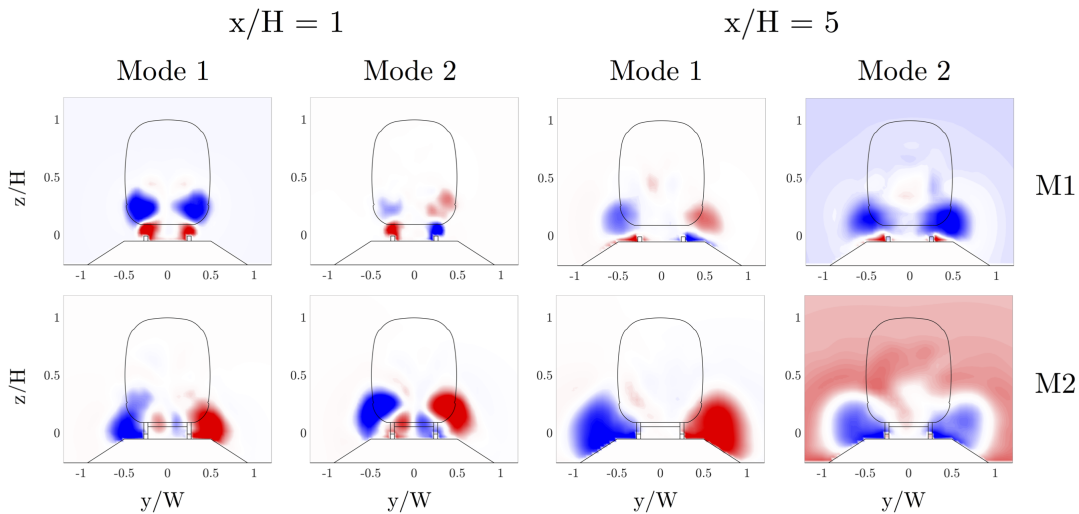 x/H = 1 x/H = 5
Mode 1 Mode 2 Mode 1 Mode 2
1 1 1 1
z/H 0.5 0.5 0.5 0.5 M1
0 0 0 0
-1 -0.5 0 0.5 1 -1 -0.5 0 0.5 1 -1 -0.5 0 0.5 1 -1 -0.5 0 0.5 1
1 1 1 1
z/H 0.5 0.5 0.5 0.5 M2
0 0 0 0
-1 -0.5 0 0.5 1 -1 -0.5 0 0.5 1 -1 -0.5 0 0.5 1 -1 -0.5 0 0.5 1
y/W y/W y/W y/W